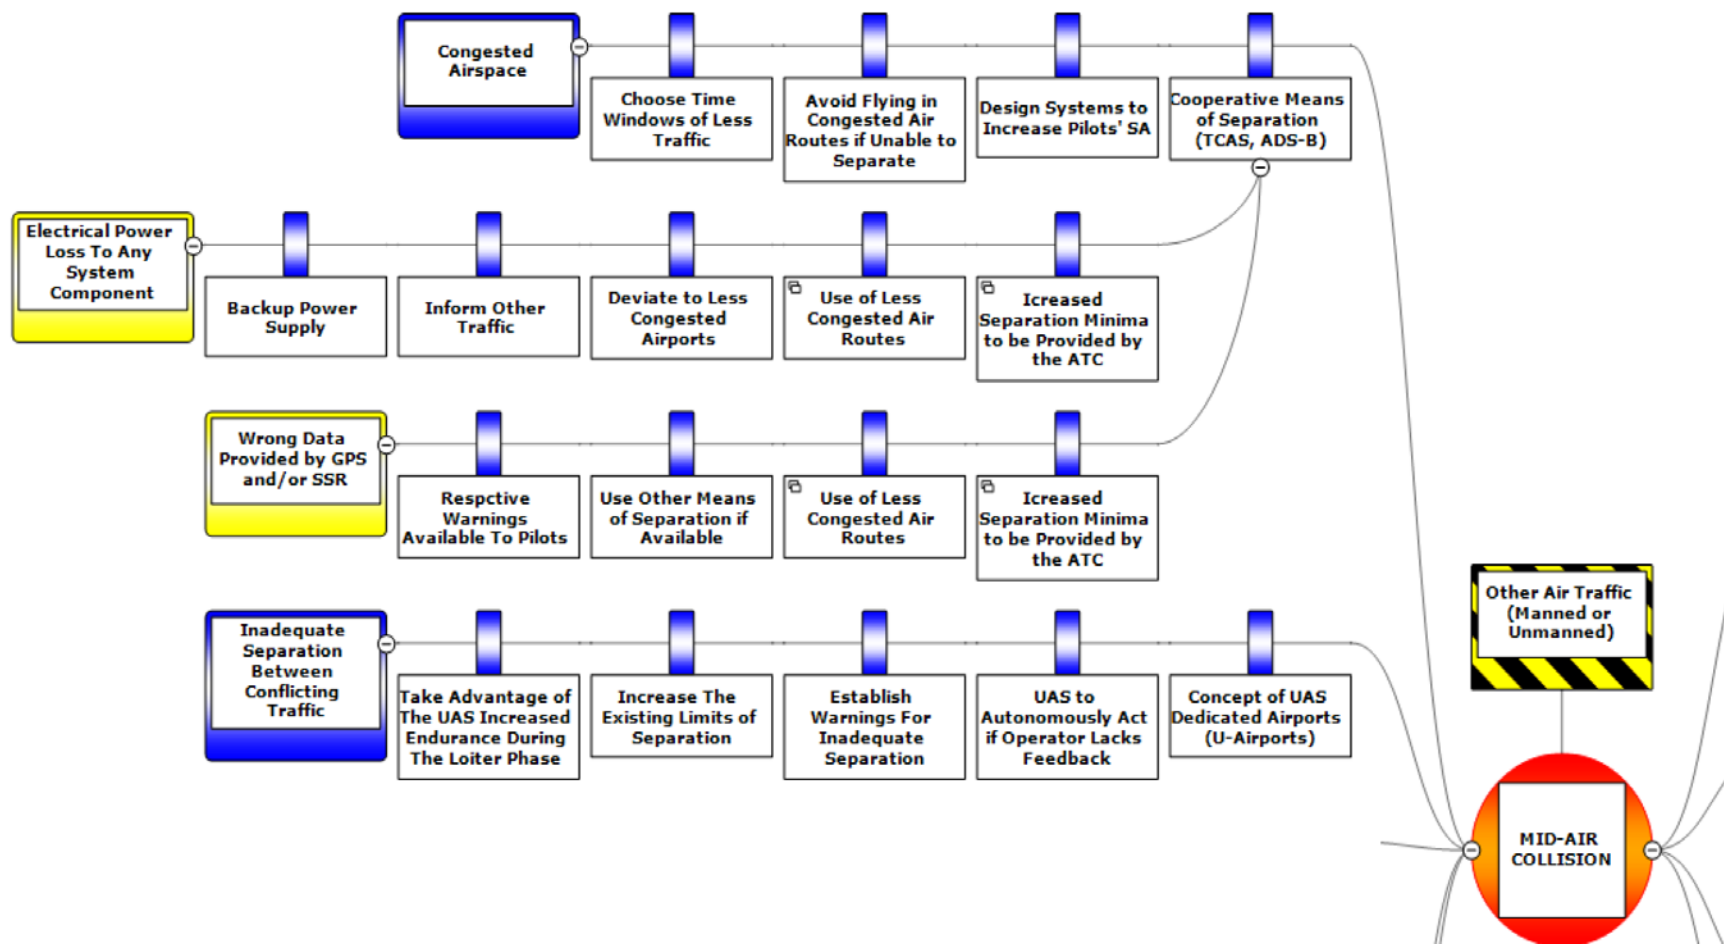 Congested
Airspace
Choose Time
Windows of Less
Traffic
Avoid Flying in
Congested Air
Routes if Unable to
Separate
Design Systems to
Increase Pilots' SA
Cooperative Means
of Separation
(TCAS, ADS-B)
Electrical Power
Loss To Any
System
Component
Backup Power
Supply
Inform Other
Traffic
Deviate to Less
Congested
Airports
Use of Less
Congested Air
Routes
Icreased
Separation Minima
to be Provided by
the ATC
Wrong Data
Provided by GPS
and/or SSR
Respctive
Warnings
Available To Pilots
Use Other Means
of Separation if
Available
Use of Less
Congested Air
Routes
Icreased
Separation Minima
to be Provided by
the ATC
Inadequate
Separation
Between
Conflicting
Traffic
Take Advantage of
The UAS Increased
Endurance During
The Loiter Phase
Increase The
Existing Limits of
Separation
Establish
Warnings For
Inadequate
Separation
UAS to
Autonomously Act
if Operator Lacks
Feedback
Concept of UAS
Dedicated Airports
(U-Airports)
Other Air Traffic
(Manned or
Unmanned)
MID-AIR
COLLISION